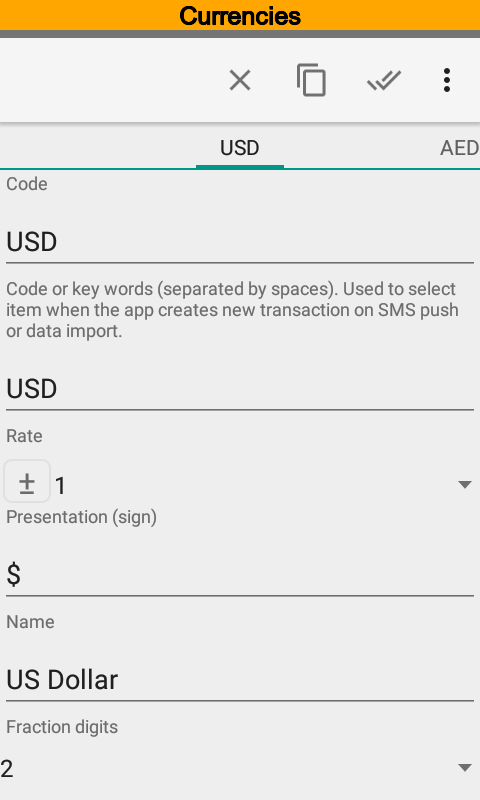 Currencies
USD
AED
Code
USD
Code or key words (separated by spaces). Used to select
item when the app creates new transaction on SMS push
or data import.
USD
Rate
± 1
Presentation (sign)
$
Name
US Dollar
Fraction digits
2